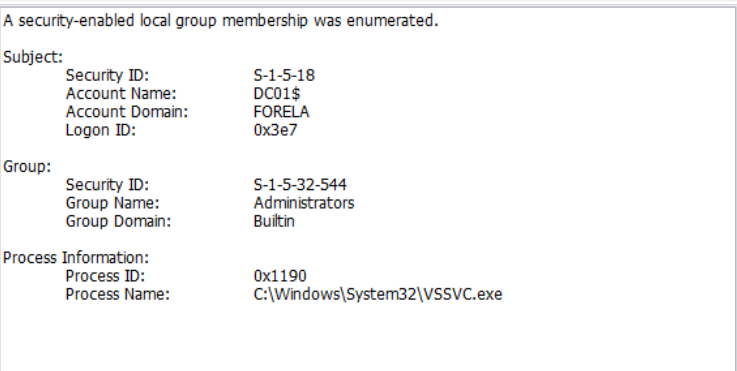 A security-enabled local group membership was enumerated.
Subject:
Security ID: S-1-5-18
Account Name: DC01$
Account Domain: FORELA
Logon ID: 0x3e7
Group:
Security ID: S-1-5-32-544
Group Name: Administrators
Group Domain: Builtin
Process Information:
Process ID: 0x1190
Process Name: C:\Windows\System32\VSSVC.exe